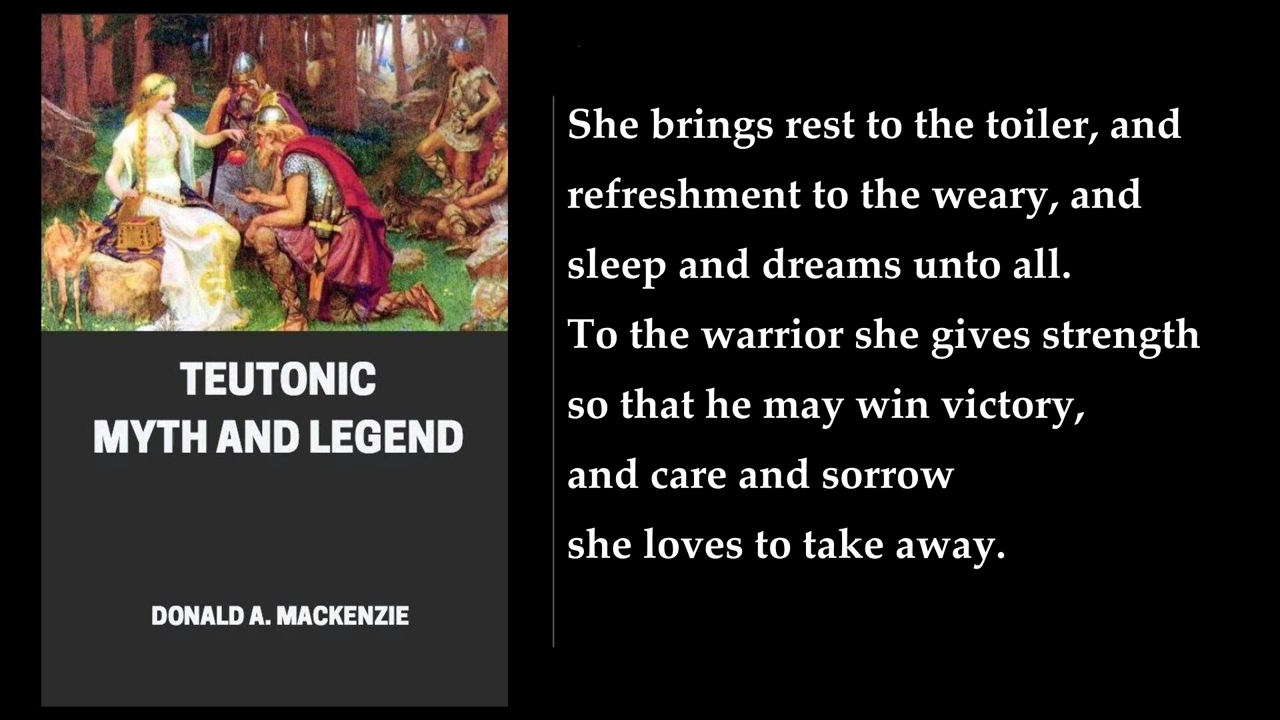 TEUTONIC
MYTH AND LEGEND
DONALD A. MACKENZIE
She brings rest to the toiler, and
refreshment to the weary, and
sleep and dreams unto all.
To the warrior she gives strength
so that he may win victory,
and care and sorrow
she loves to take away.